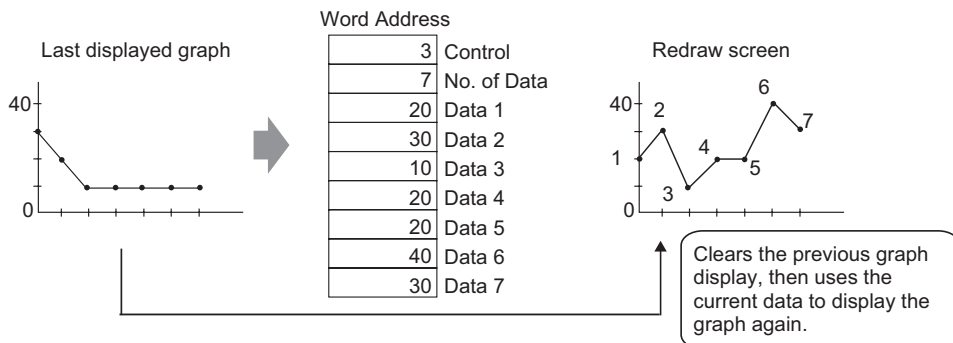 Last displayed graph
40
0
Word Address
3 Control
7 No. of Data
20 Data 1
30 Data 2
10 Data 3
20 Data 4
20 Data 5
40 Data 6
30 Data 7
Redraw screen
40
0
1
2
3
4
5
6
7
Clears the previous graph
display, then uses the
current data to display the
graph again.